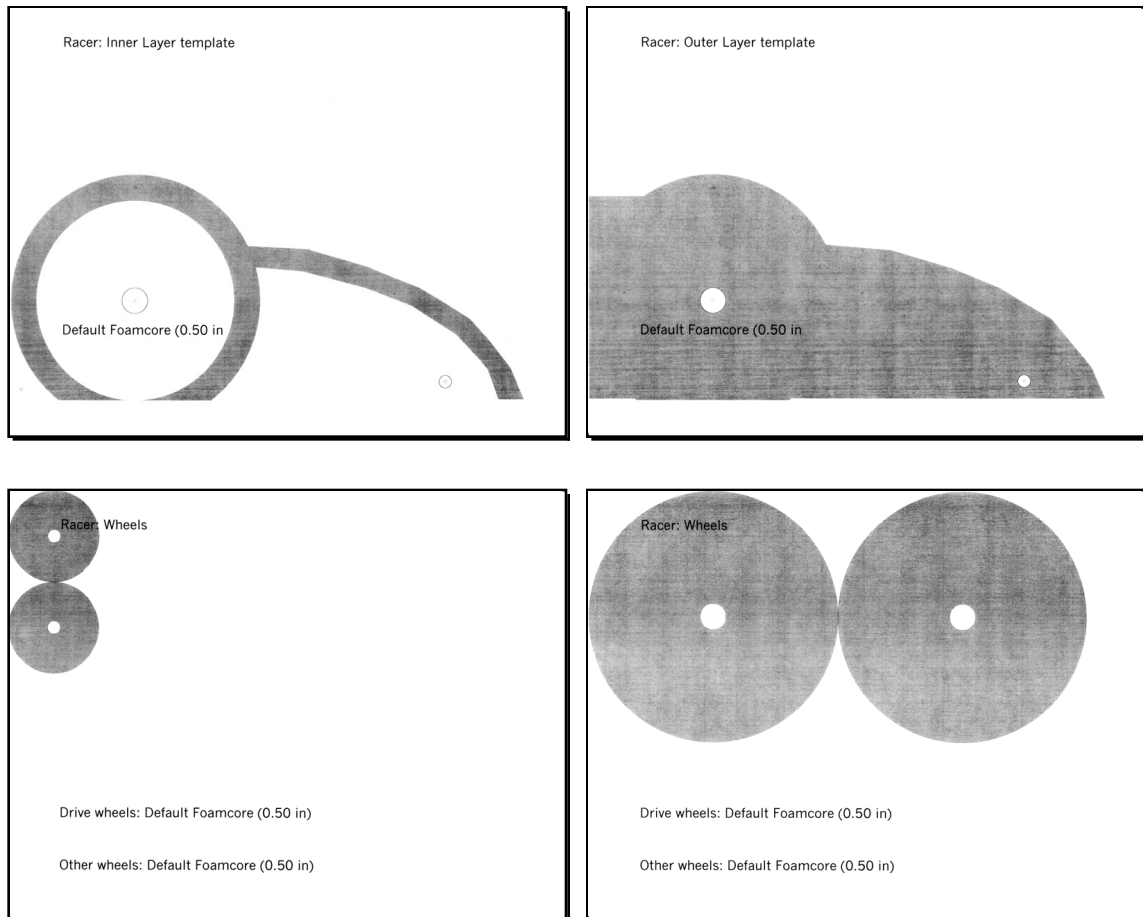 Racer: Inner Layer template
Default Foamcore (0.50 in
Racer: Outer Layer template
Default Foamcore (0.50 in
Racer: Wheels
Drive wheels: Default Foamcore (0.50 in)
Other wheels: Default Foamcore (0.50 in)
Racer: Wheels
Drive wheels: Default Foamcore (0.50 in)
Other wheels: Default Foamcore (0.50 in)